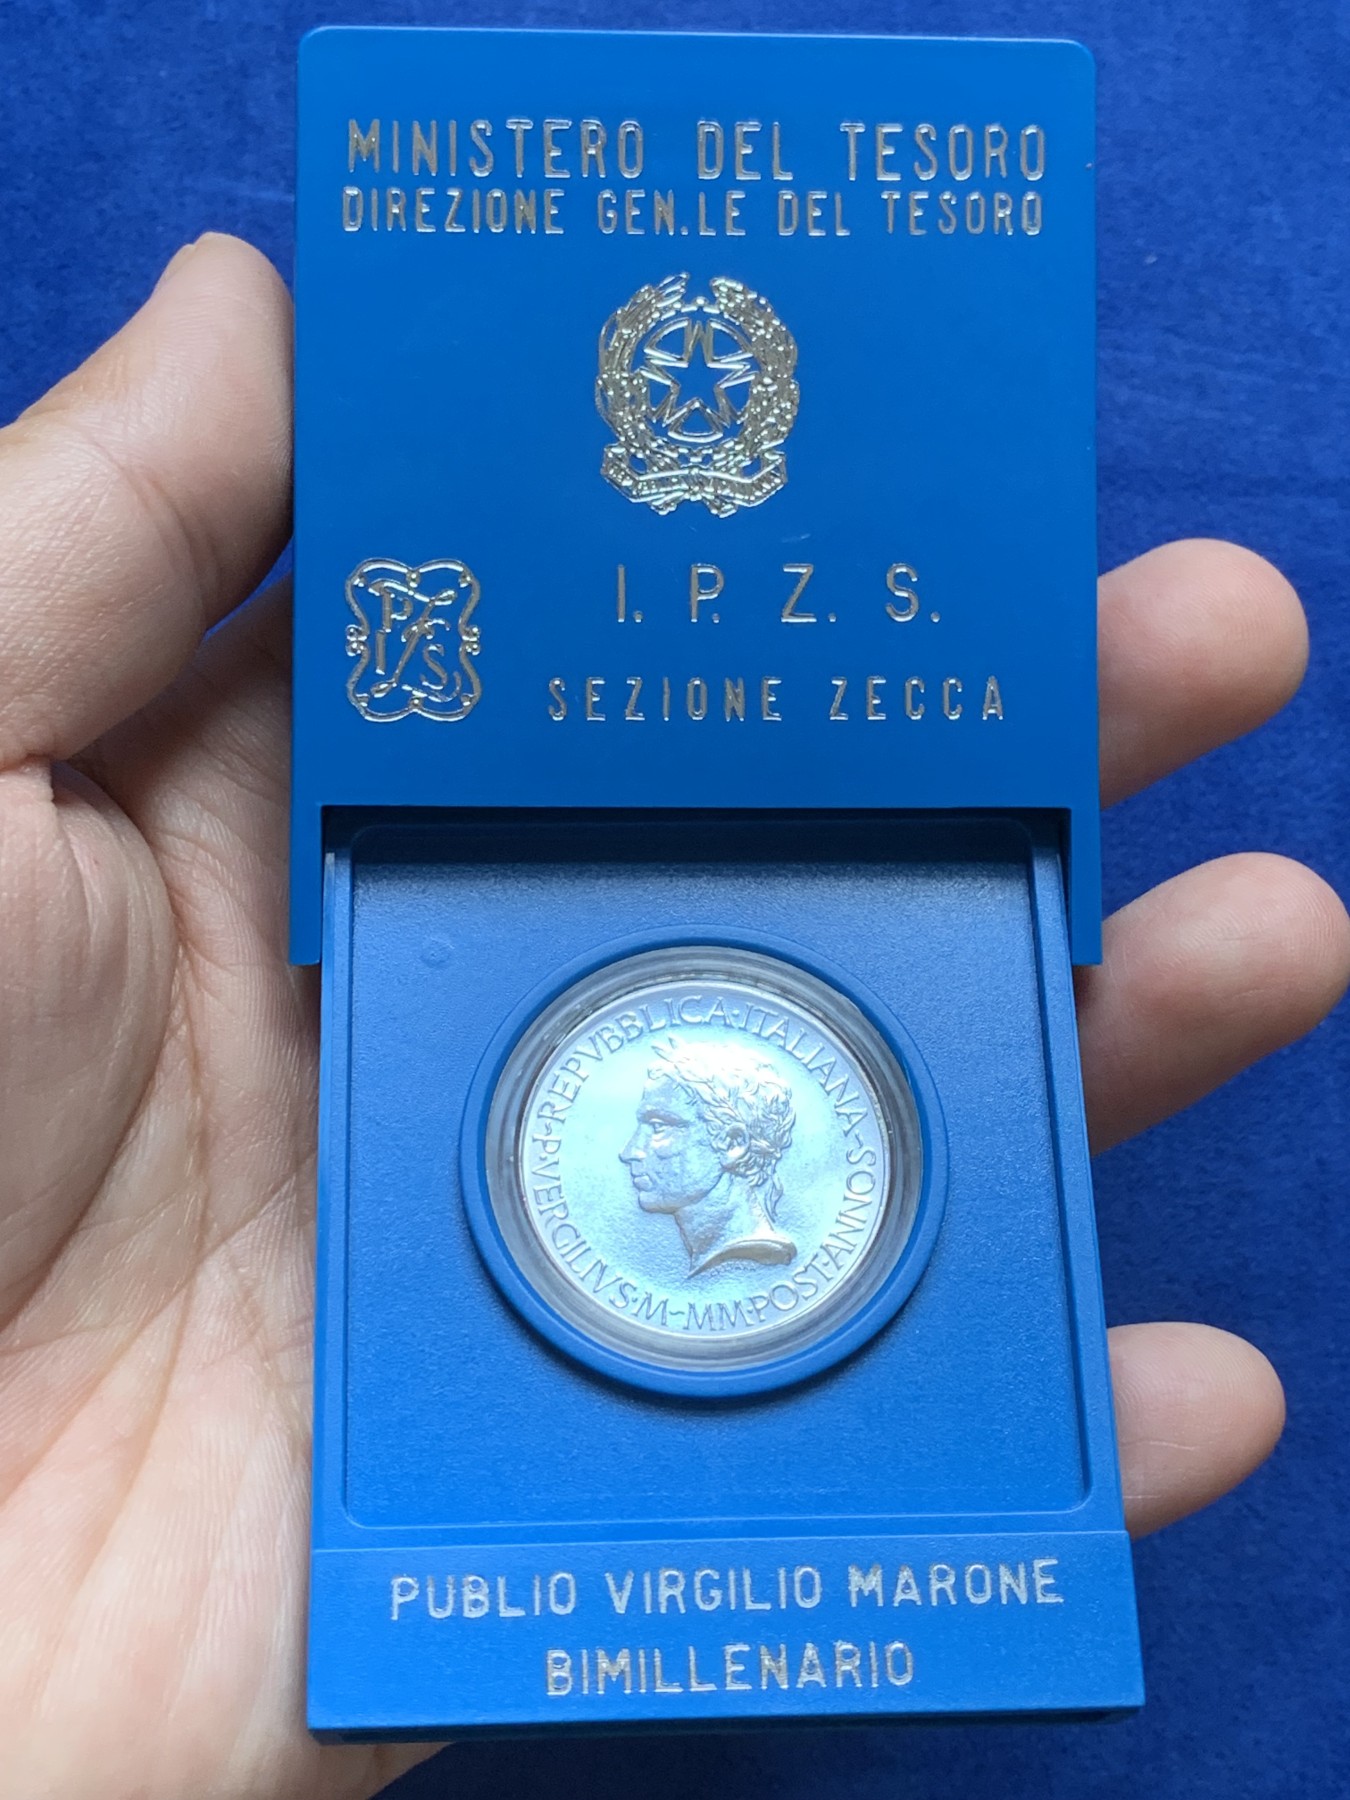 MINISTERO DEL TESORO
DIREZIONE GEN.LE DEL TESORO
I. P. Z. S.
SEZIONE ZECCA
P.VERGILIVS.M~MM.POST.ANNOS~REPVBBLICA.ITALIANA
PUBLIO VIRGILIO MARONE
BIMILLENARIO